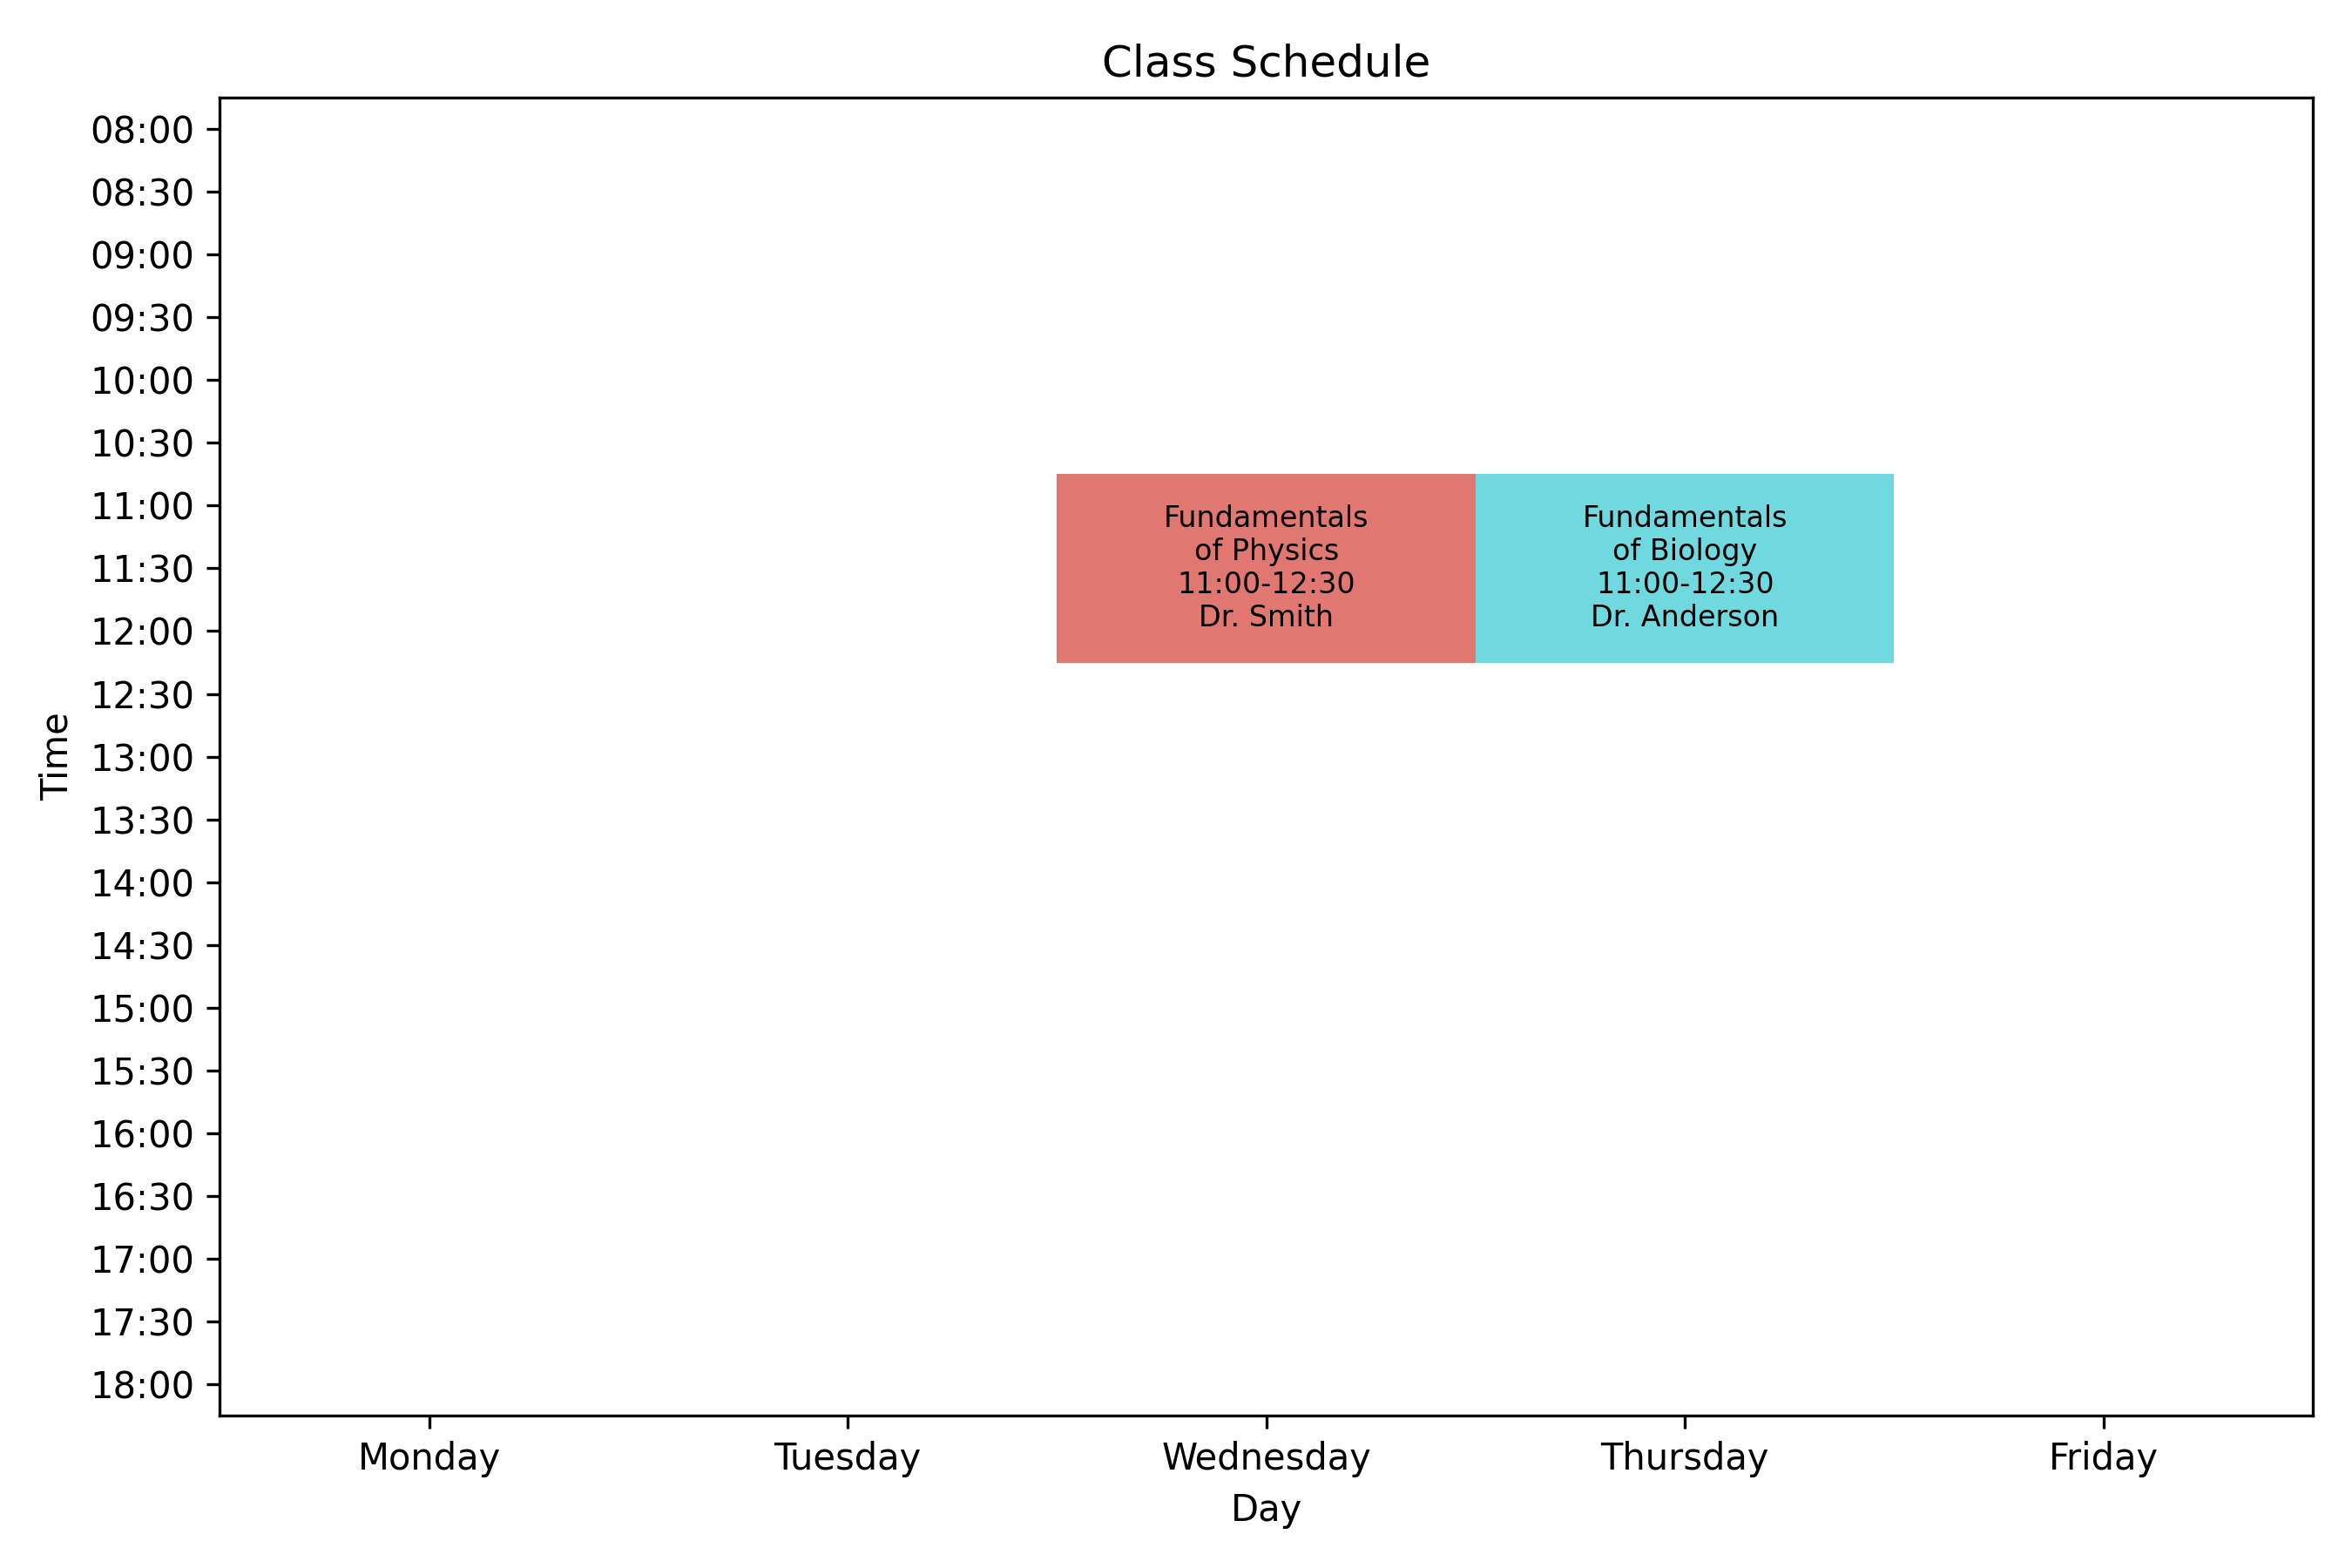 Class Schedule
08:00
08:30
09:00
09:30
10:00
10:30
11:00
11:30
12:00
12:30
13:00
13:30
14:00
14:30
15:00
15:30
16:00
16:30
17:00
17:30
18:00
Time
Fundamentals
of Physics
11:00-12:30
Dr. Smith
Fundamentals
of Biology
11:00-12:30
Dr. Anderson
Monday
Tuesday
Wednesday
Thursday
Friday
Day